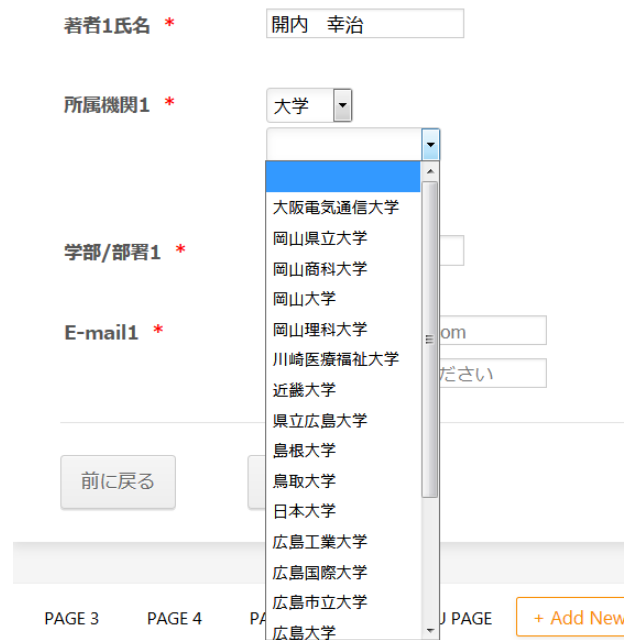 著者1氏名 *
開内　幸治
所属機関1 *
大学
大阪電気通信大学
岡山県立大学
岡山商科大学
岡山大学
岡山理科大学
川崎医療福祉大学
近畿大学
県立広島大学
島根大学
鳥取大学
日本大学
広島工業大学
広島国際大学
広島市立大学
広島大学
学部/部署1 *
E-mail1 *
om
ださい
前に戻る
PAGE 3 PAGE 4 PA U PAGE + Add New